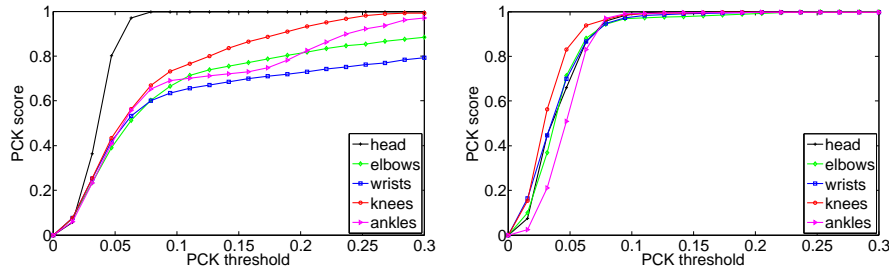 1
0.8
0.6
0.4
0.2
0
PCK score
0 0.05 0.1 0.15 0.2 0.25 0.3
PCK threshold
head
elbows
wrists
knees
ankles
1
0.8
0.6
0.4
0.2
0
PCK score
0 0.05 0.1 0.15 0.2 0.25 0.3
PCK threshold
head
elbows
wrists
knees
ankles